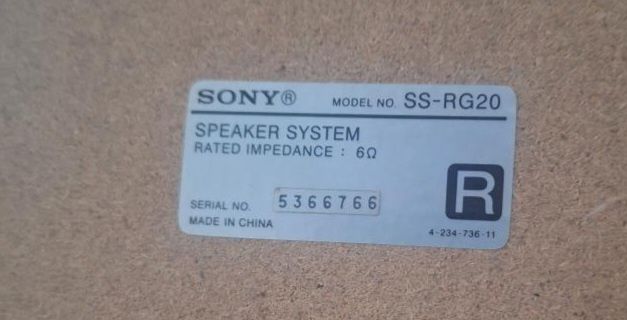 SONY® MODEL NO. SS-RG20
SPEAKER SYSTEM
RATED IMPEDANCE : 6Ω
R
SERIAL NO. 5366766
MADE IN CHINA
4-234-736-11